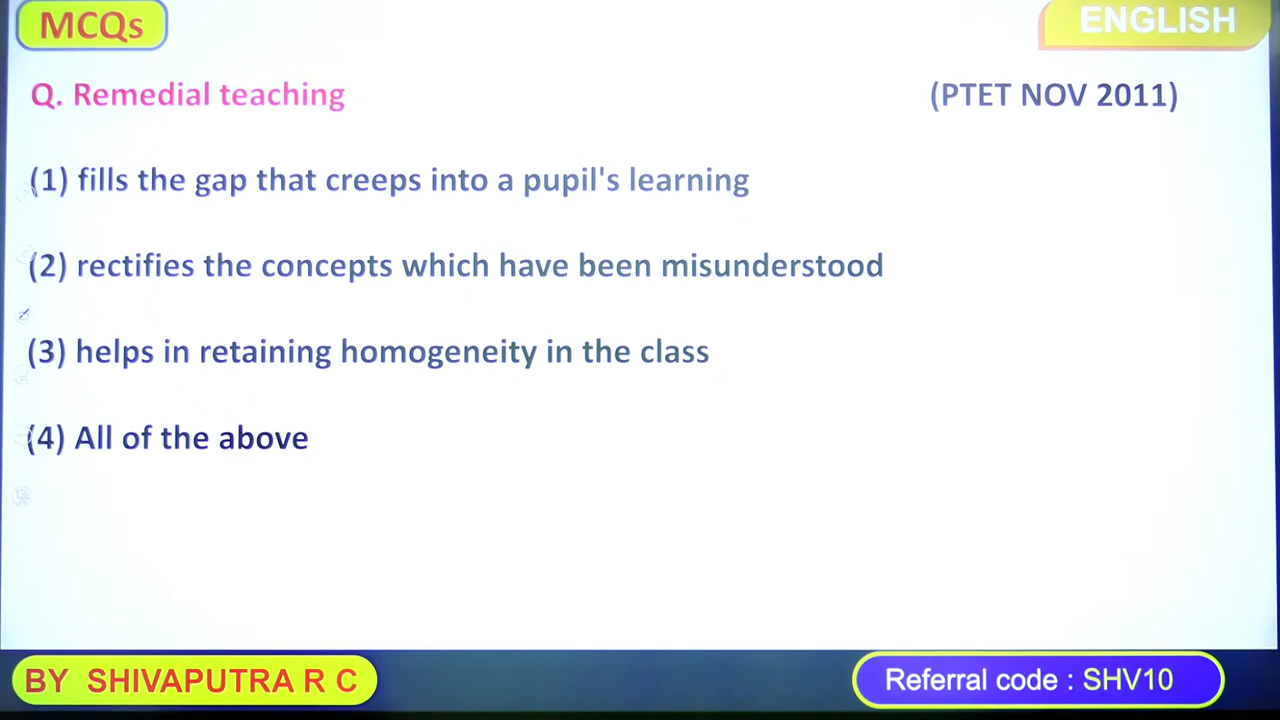 MCQs
ENGLISH
Q. Remedial teaching
(PTET NOV 2011)
(1) fills the gap that creeps into a pupil's learning
(2) rectifies the concepts which have been misunderstood
(3) helps in retaining homogeneity in the class
(4) All of the above
BY SHIVAPUTRA R C
Referral code : SHV10